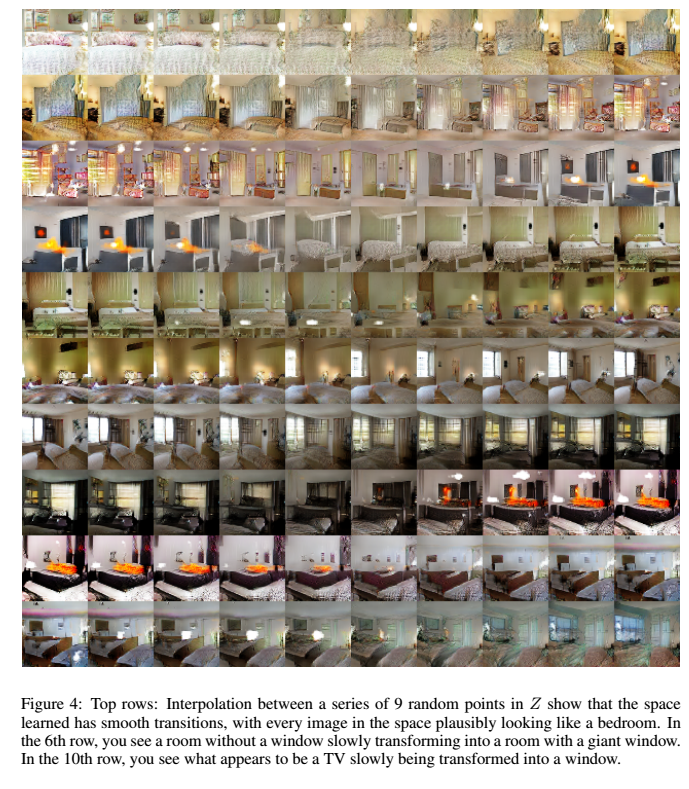 Figure 4: Top rows: Interpolation between a series of 9 random points in Z show that the space
learned has smooth transitions, with every image in the space plausibly looking like a bedroom. In
the 6th row, you see a room without a window slowly transforming into a room with a giant window.
In the 10th row, you see what appears to be a TV slowly being transformed into a window.